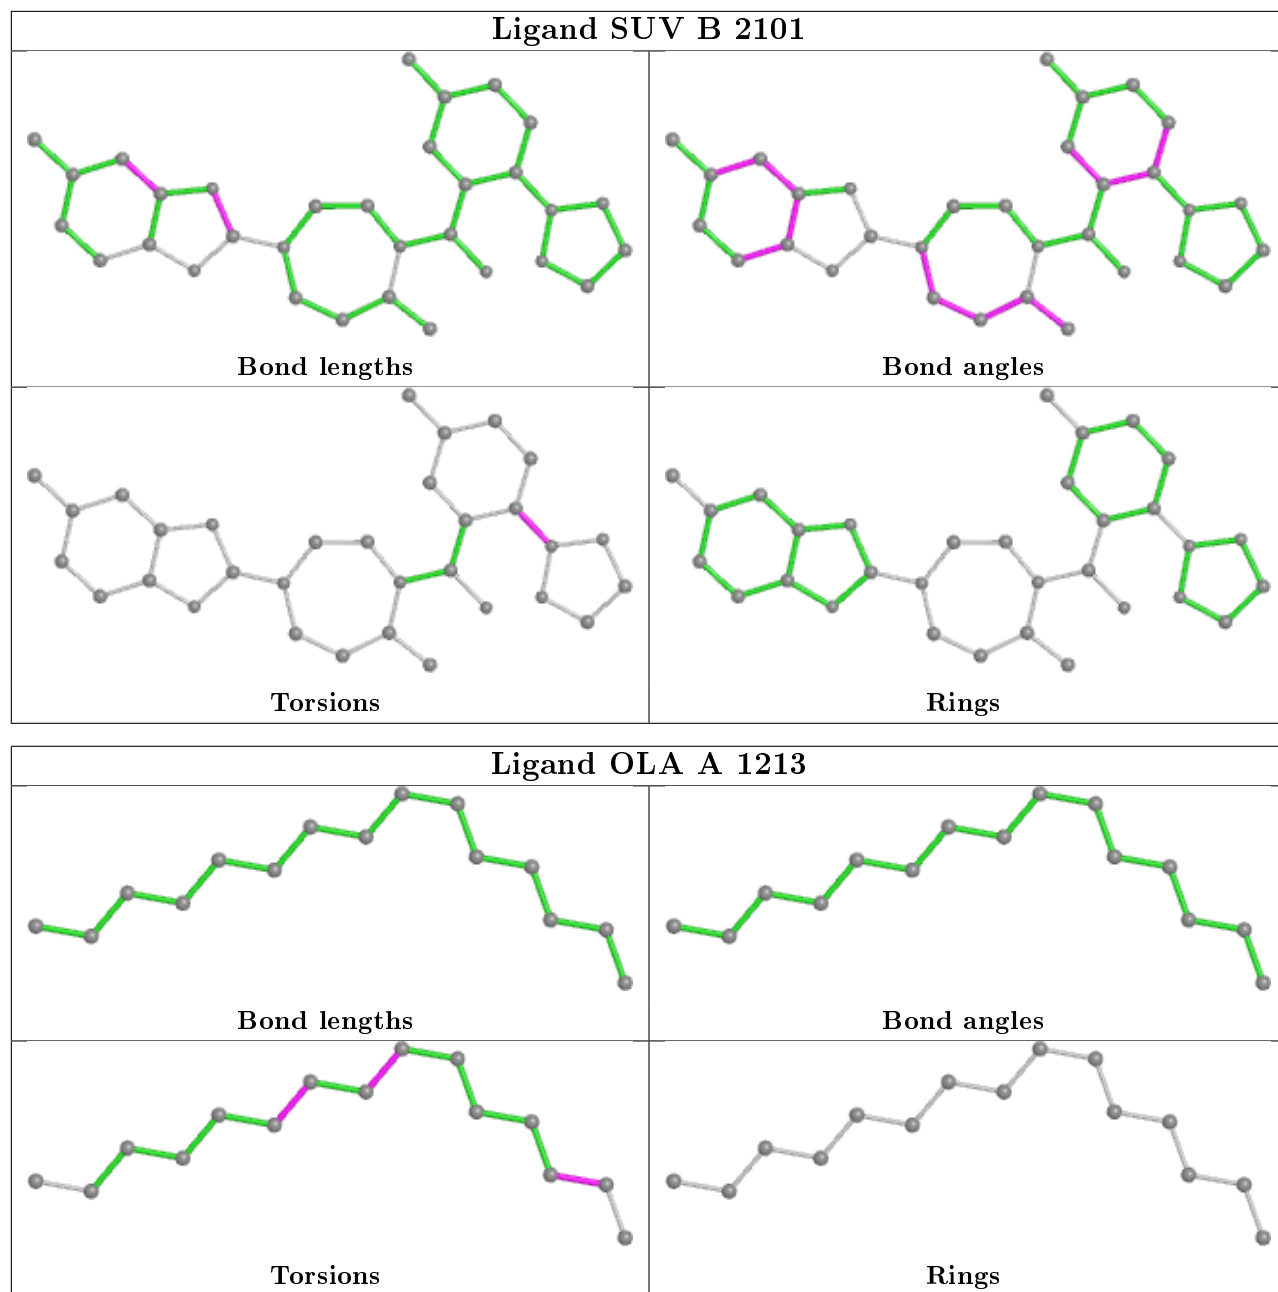 Ligand SUV B 2101
Bond lengths
Bond angles
Torsions
Rings
Ligand OLA A 1213
Bond lengths
Bond angles
Torsions
Rings